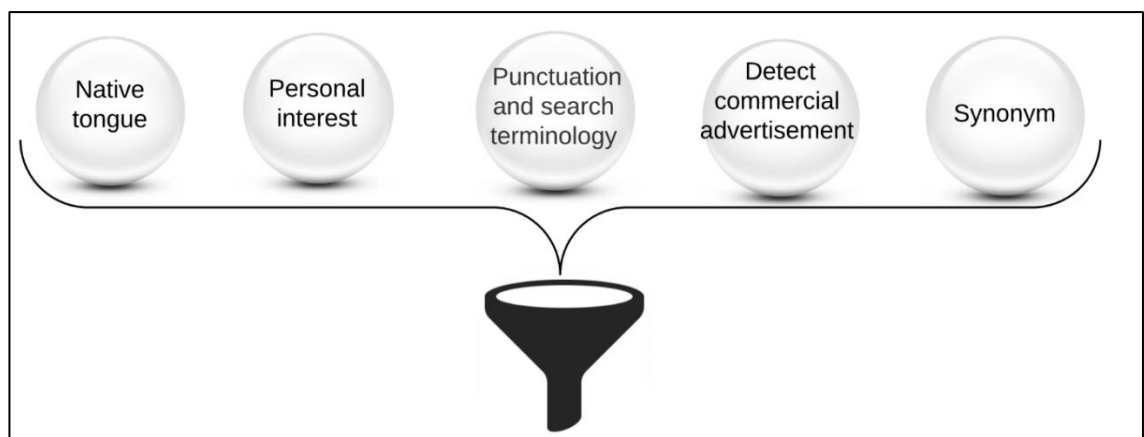 Native
tongue
Personal
interest
Punctuation
and search
terminology
Detect
commercial
advertisement
Synonym